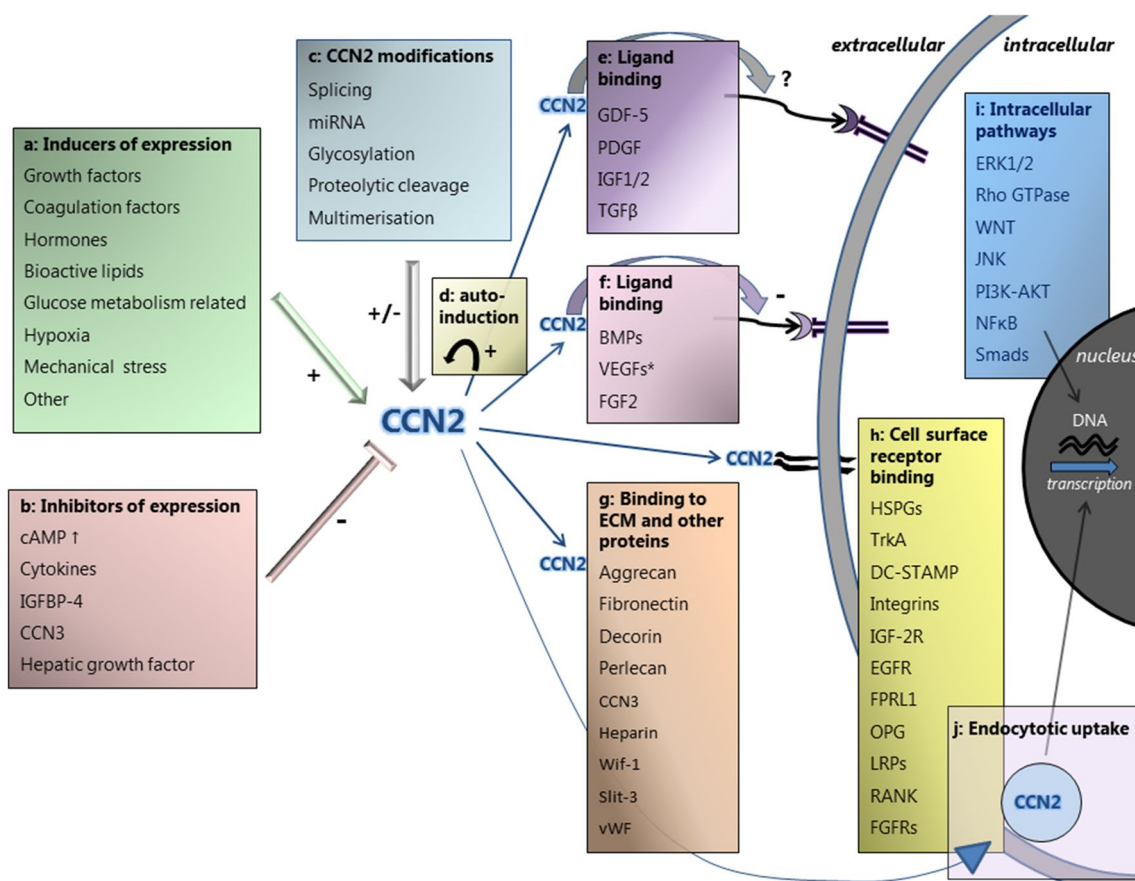 a: Inducers of expression
Growth factors
Coagulation factors
Hormones
Bioactive lipids
Glucose metabolism related
Hypoxia
Mechanical stress
Other
+
b: Inhibitors of expression
cAMP ↑
Cytokines
IGFBP-4
CCN3
Hepatic growth factor
-
c: CCN2 modifications
Splicing
miRNA
Glycosylation
Proteolytic cleavage
Multimerisation
+/-
d: auto-
induction
+
CCN2
CCN2
e: Ligand
binding
GDF-5
PDGF
IGF1/2
TGFβ
?
CCN2
f: Ligand
binding
BMPs
VEGFs*
FGF2
-
CCN2
g: Binding to
ECM and other
proteins
Aggrecan
Fibronectin
Decorin
Perlecan
CCN3
Heparin
Wif-1
Slit-3
vWF
extracellular
intracellular
CCN2
h: Cell surface
receptor
binding
HSPGs
TrkA
DC-STAMP
Integrins
IGF-2R
EGFR
FPRL1
OPG
LRPs
RANK
FGFRs
i: Intracellular
pathways
ERK1/2
Rho GTPase
WNT
JNK
PI3K-AKT
NFκB
Smads
nucleus
DNA
transcription
j: Endocytotic uptake
CCN2